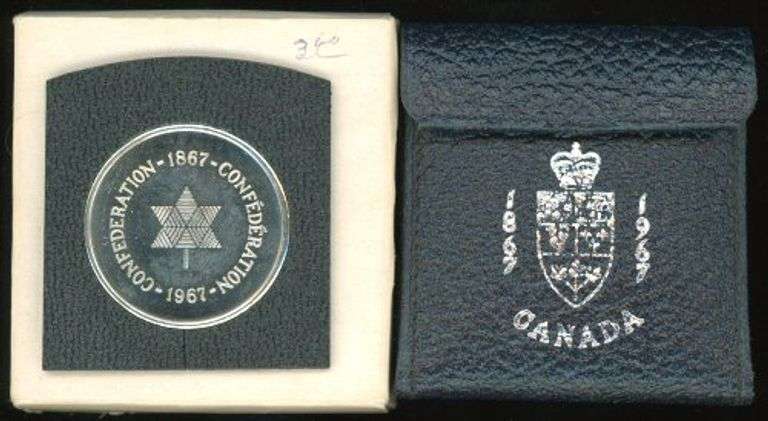 CONFEDERATION - 1867 - CONFÉDÉRATION - 1967 -
1867
1967
CANADA